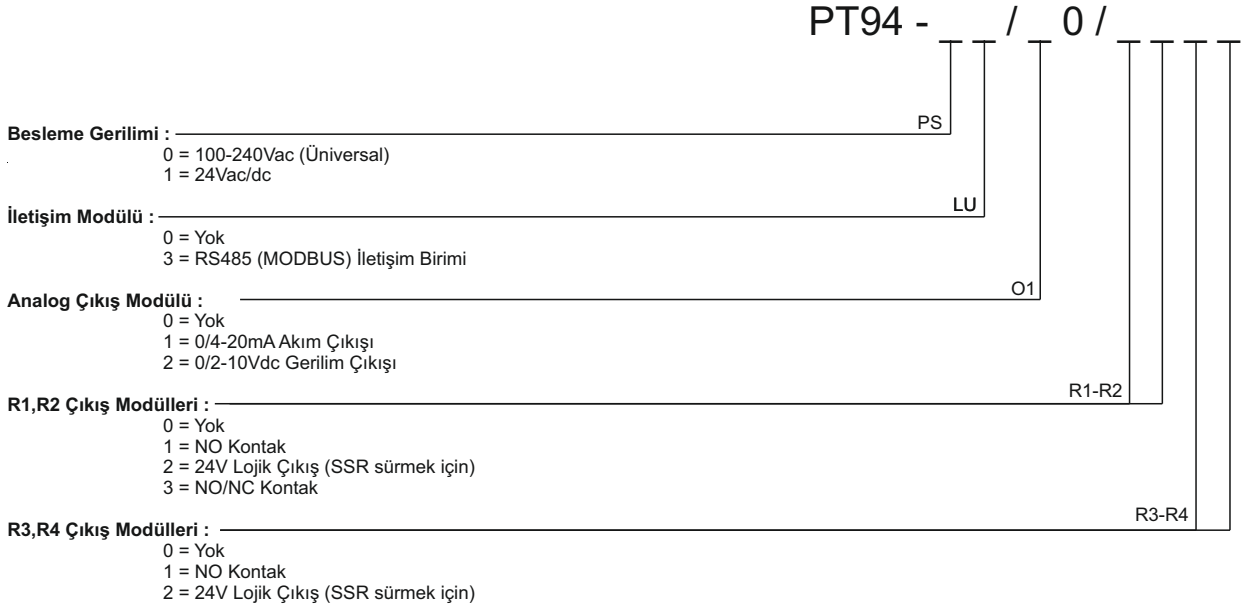 PT94 - _ _ / _ 0 / _ _ _ _
PS
Besleme Gerilimi :
0 = 100-240Vac (Üniversal)
1 = 24Vac/dc
LU
İletişim Modülü :
0 = Yok
3 = RS485 (MODBUS) İletişim Birimi
O1
Analog Çıkış Modülü :
0 = Yok
1 = 0/4-20mA Akım Çıkışı
2 = 0/2-10Vdc Gerilim Çıkışı
R1-R2
R1,R2 Çıkış Modülleri :
0 = Yok
1 = NO Kontak
2 = 24V Lojik Çıkış (SSR sürmek için)
3 = NO/NC Kontak
R3-R4
R3,R4 Çıkış Modülleri :
0 = Yok
1 = NO Kontak
2 = 24V Lojik Çıkış (SSR sürmek için)